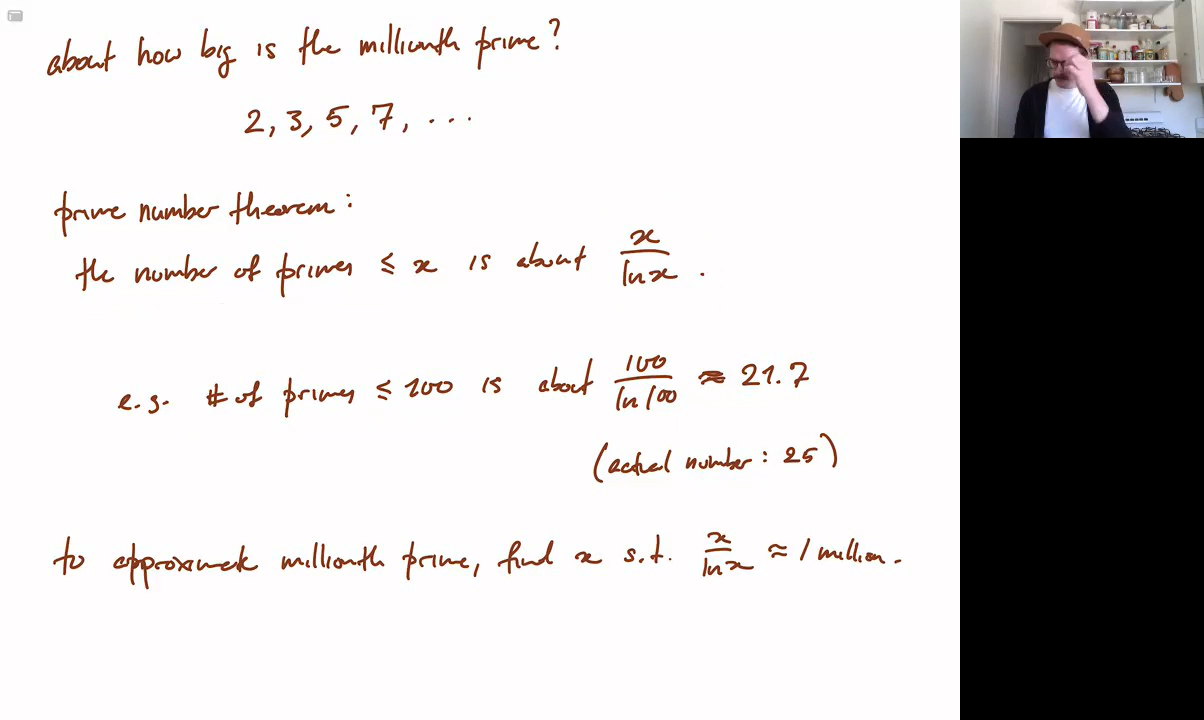 about how big is the millionth prime?
2, 3, 5, 7, ...
prime number theorem:
the number of primes ≤ x is about x/ln x.
e.g. # of primes ≤ 100 is about 100/ln 100 ≈ 21.7
(actual number: 25)
to approximate millionth prime, find x s.t. x/ln x ≈ 1 million.